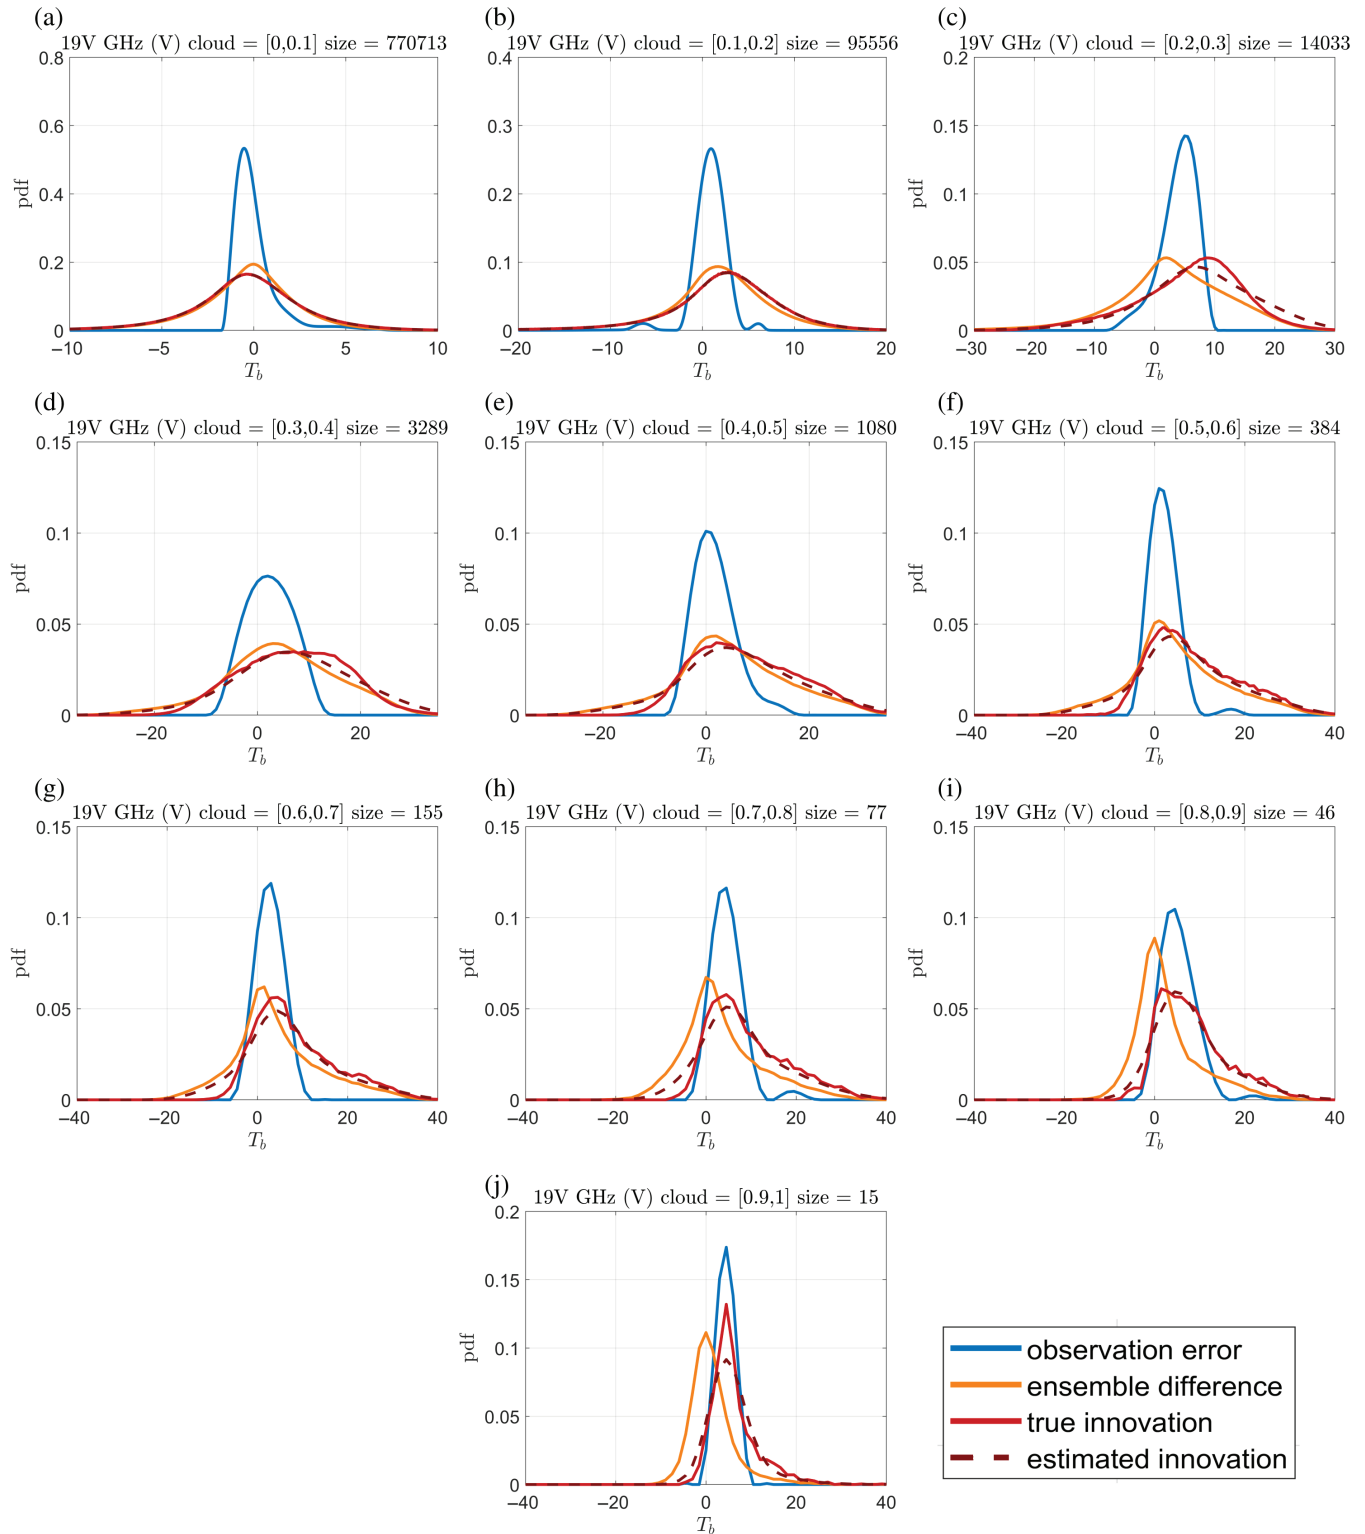 (a)
19V GHz (V) cloud = [0,0.1] size = 770713
0.8
0.6
0.4
0.2
0
pdf
−10
−5
0
5
10
T_b
(b)
19V GHz (V) cloud = [0.1,0.2] size = 95556
0.4
0.3
0.2
0.1
0
pdf
−20
−10
0
10
20
T_b
(c)
19V GHz (V) cloud = [0.2,0.3] size = 14033
0.2
0.15
0.1
0.05
0
pdf
−30
−20
−10
0
10
20
30
T_b
(d)
19V GHz (V) cloud = [0.3,0.4] size = 3289
0.15
0.1
0.05
0
pdf
−20
0
20
T_b
(e)
19V GHz (V) cloud = [0.4,0.5] size = 1080
0.15
0.1
0.05
0
pdf
−20
0
20
T_b
(f)
19V GHz (V) cloud = [0.5,0.6] size = 384
0.15
0.1
0.05
0
pdf
−40
−20
0
20
40
T_b
(g)
19V GHz (V) cloud = [0.6,0.7] size = 155
0.15
0.1
0.05
0
pdf
−40
−20
0
20
40
T_b
(h)
19V GHz (V) cloud = [0.7,0.8] size = 77
0.15
0.1
0.05
0
pdf
−40
−20
0
20
40
T_b
(i)
19V GHz (V) cloud = [0.8,0.9] size = 46
0.15
0.1
0.05
0
pdf
−40
−20
0
20
40
T_b
(j)
19V GHz (V) cloud = [0.9,1] size = 15
0.2
0.15
0.1
0.05
0
pdf
−40
−20
0
20
40
T_b
observation error
ensemble difference
true innovation
estimated innovation